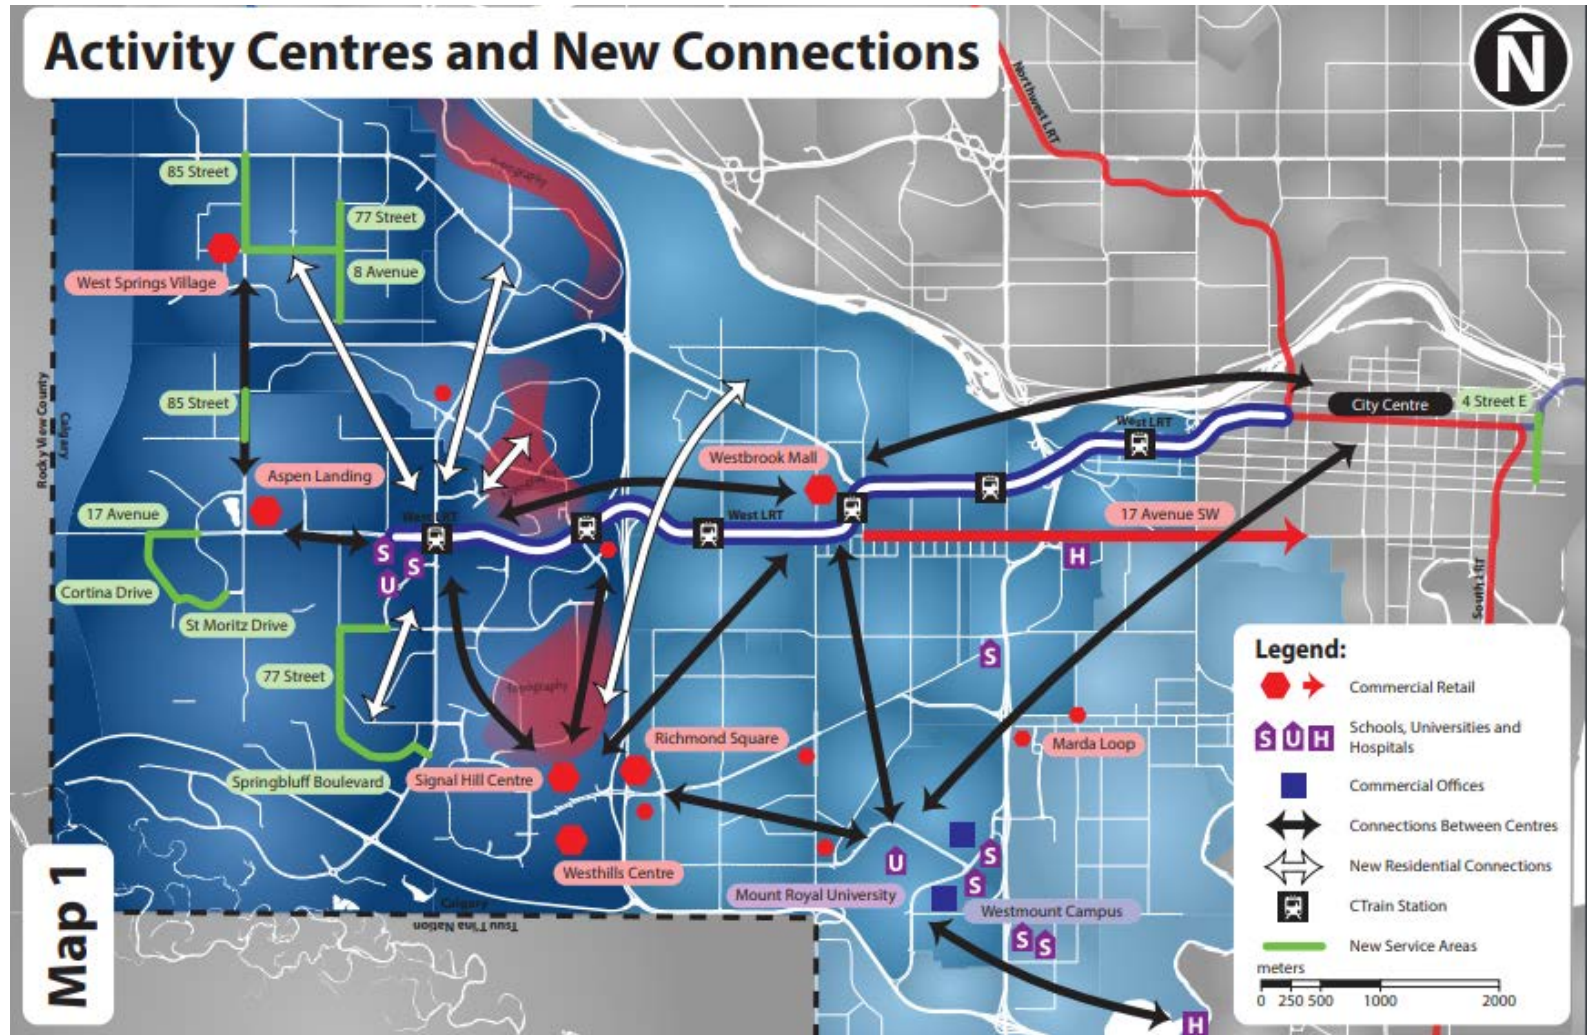 Activity Centres and New Connections
N
Northwest LRT
topography
85 Street
77 Street
8 Avenue
West Springs Village
Rocky View County
Calgary
85 Street
City Centre
4 Street E
West LRT
Westbrook Mall
Aspen Landing
17 Avenue
West LRT
West LRT
17 Avenue SW
S
S
U
H
Cortina Drive
St Moritz Drive
South LRT
S
77 Street
topography
Richmond Square
Marda Loop
Springbluff Boulevard
Signal Hill Centre
Westhills Centre
U
S
S
Mount Royal University
Westmount Campus
S S
H
Calgary
Tsuu T'ina Nation
Map 1
Legend:
Commercial Retail
S U H Schools, Universities and
Hospitals
Commercial Offices
Connections Between Centres
New Residential Connections
CTrain Station
New Service Areas
meters
0 250 500 1000 2000